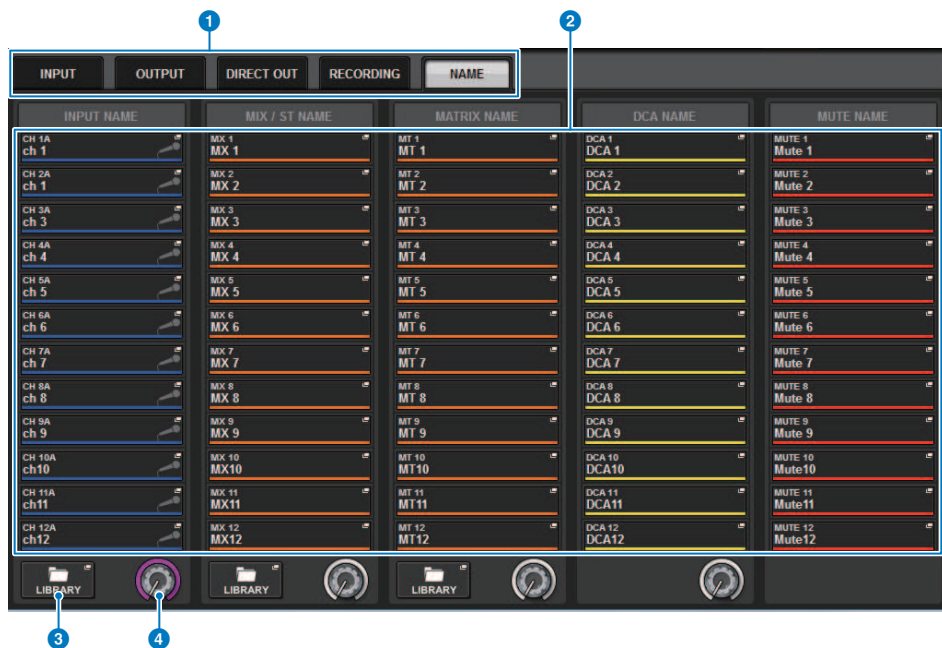 1
2
INPUT OUTPUT DIRECT OUT RECORDING NAME
INPUT NAME MIX / ST NAME MATRIX NAME DCA NAME MUTE NAME
CH 1A MX 1 MT 1 DCA 1 MUTE 1
ch 1 MX 1 MT 1 DCA 1 Mute 1
CH 2A MX 2 MT 2 DCA 2 MUTE 2
ch 1 MX 2 MT 2 DCA 2 Mute 2
CH 3A MX 3 MT 3 DCA 3 MUTE 3
ch 3 MX 3 MT 3 DCA 3 Mute 3
CH 4A MX 4 MT 4 DCA 4 MUTE 4
ch 4 MX 4 MT 4 DCA 4 Mute 4
CH 5A MX 5 MT 5 DCA 5 MUTE 5
ch 5 MX 5 MT 5 DCA 5 Mute 5
CH 6A MX 6 MT 6 DCA 6 MUTE 6
ch 6 MX 6 MT 6 DCA 6 Mute 6
CH 7A MX 7 MT 7 DCA 7 MUTE 7
ch 7 MX 7 MT 7 DCA 7 Mute 7
CH 8A MX 8 MT 8 DCA 8 MUTE 8
ch 8 MX 8 MT 8 DCA 8 Mute 8
CH 9A MX 9 MT 9 DCA 9 MUTE 9
ch 9 MX 9 MT 9 DCA 9 Mute 9
CH 10A MX 10 MT 10 DCA 10 MUTE 10
ch10 MX10 MT10 DCA10 Mute10
CH 11A MX 11 MT 11 DCA 11 MUTE 11
ch11 MX11 MT11 DCA11 Mute11
CH 12A MX 12 MT 12 DCA 12 MUTE 12
ch12 MX12 MT12 DCA12 Mute12
LIBRARY LIBRARY LIBRARY
3 4